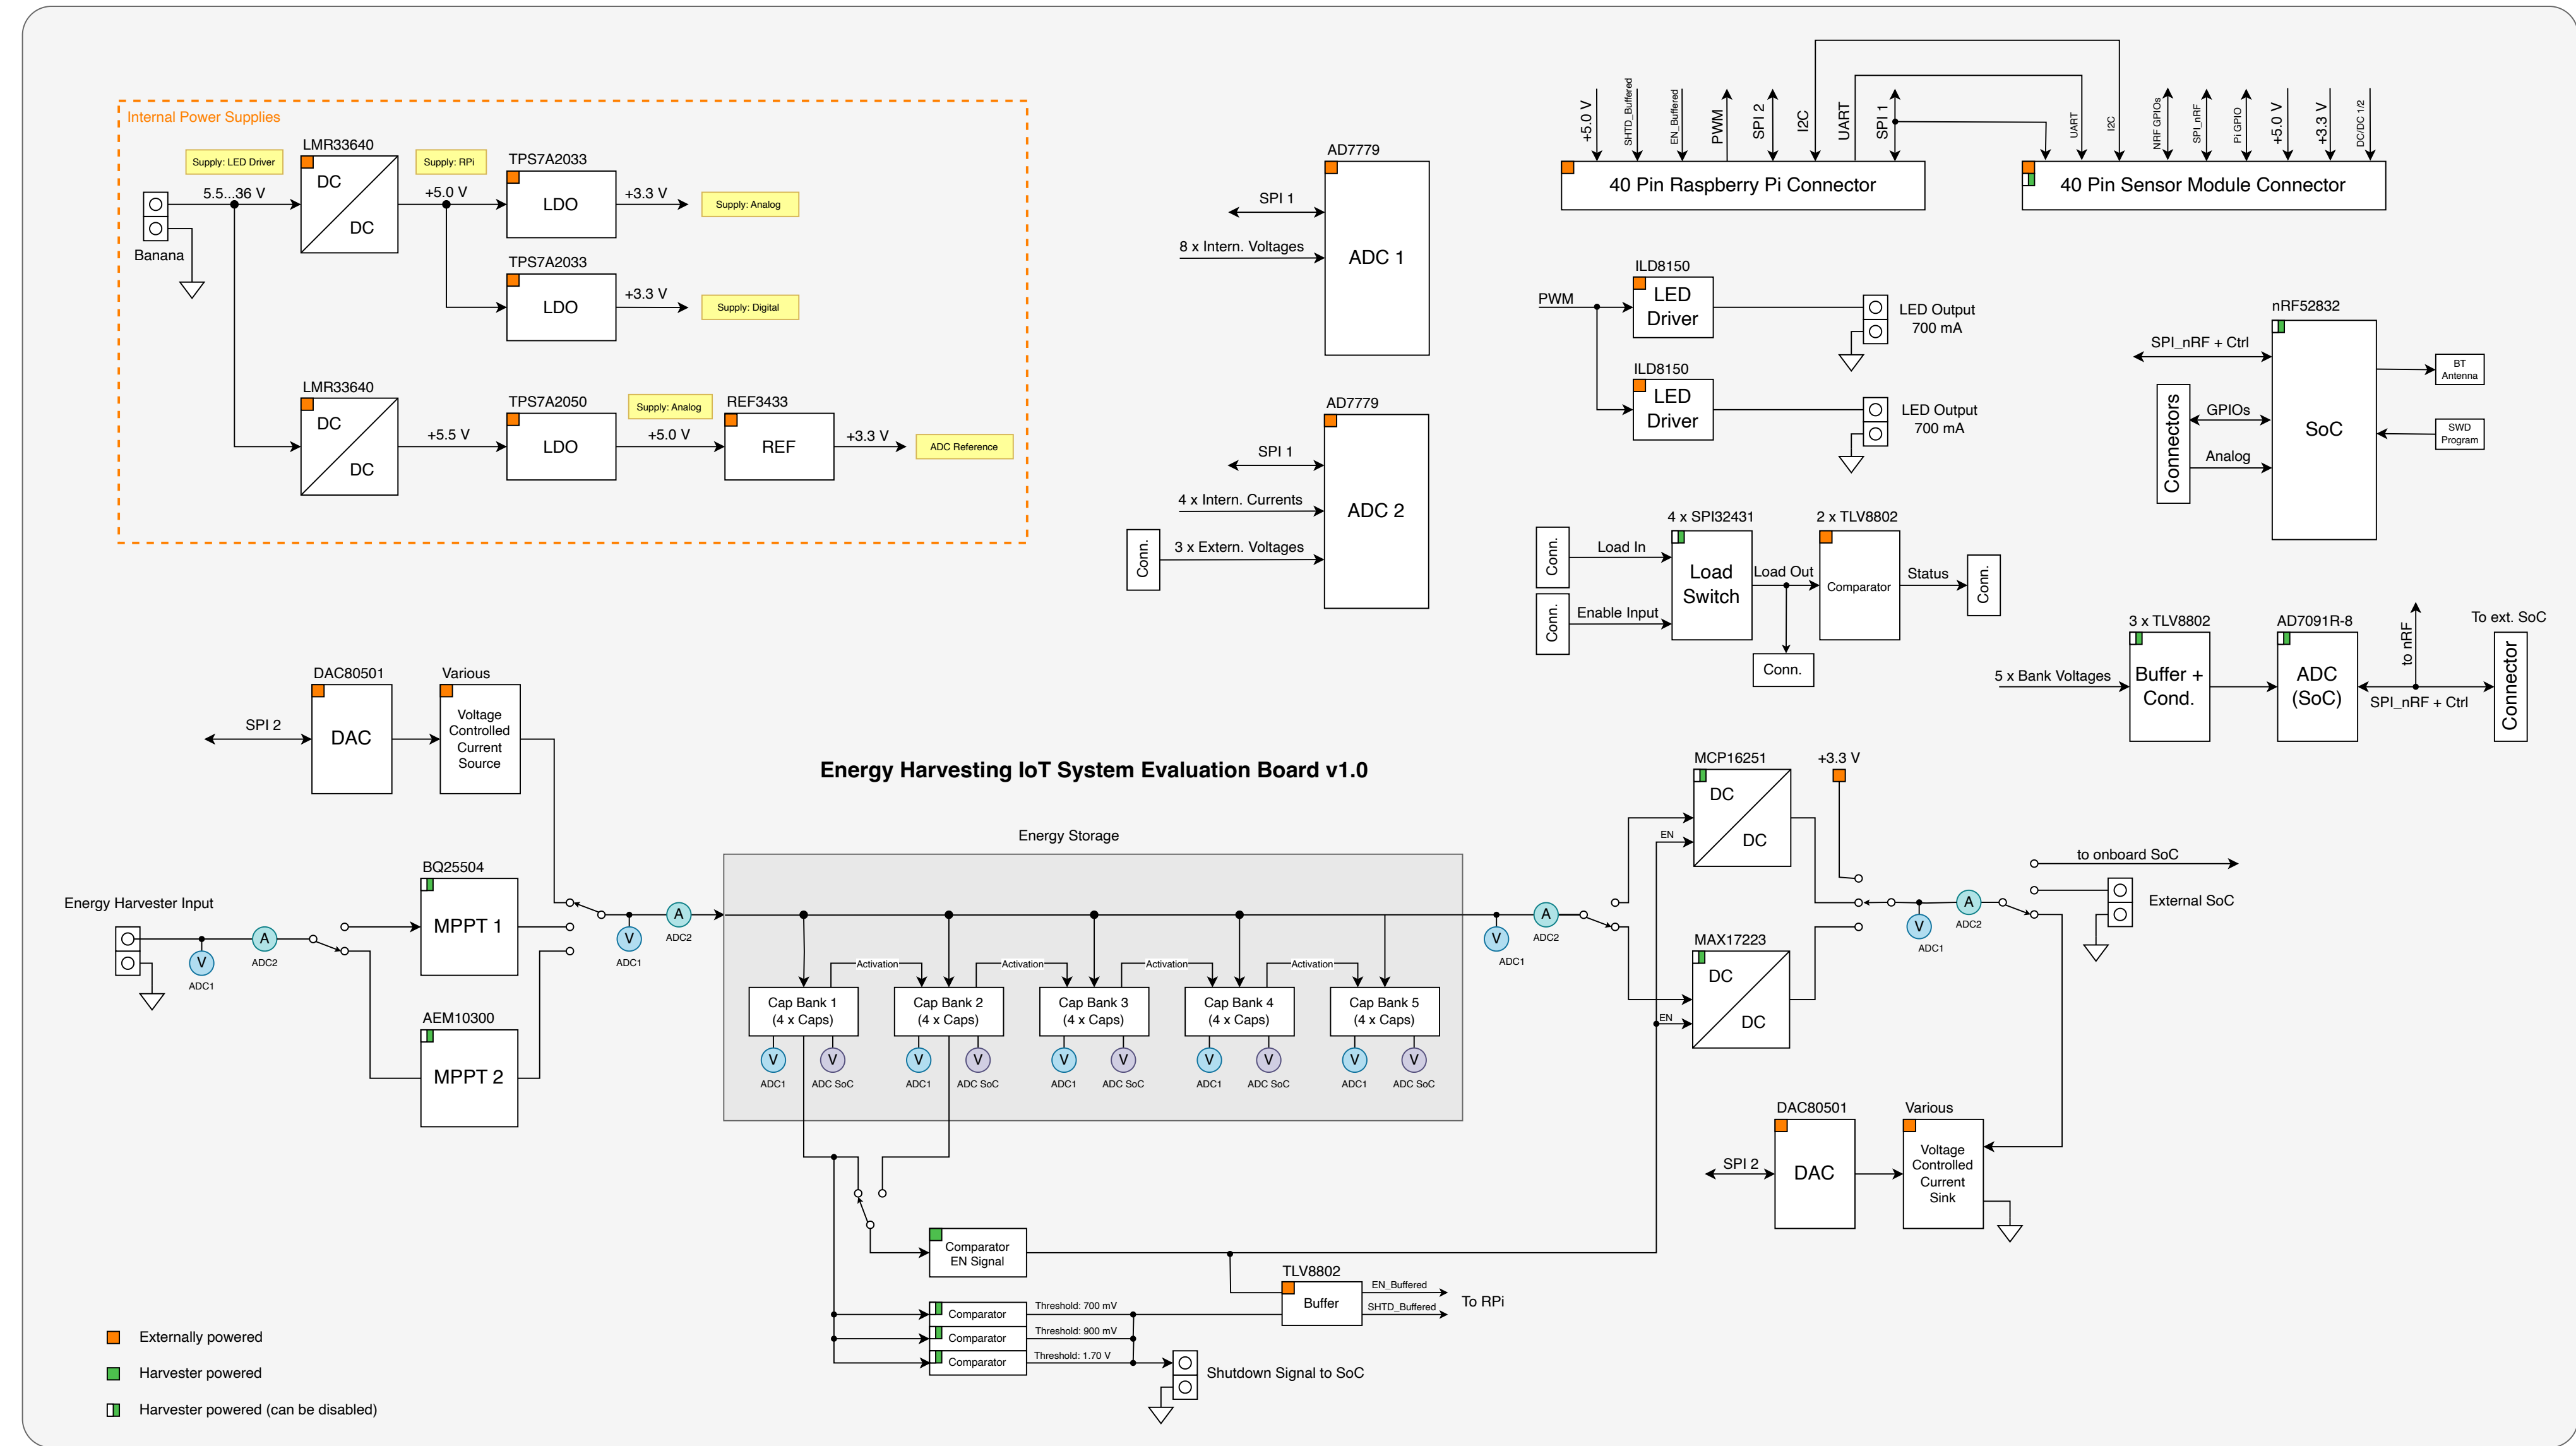 Internal Power Supplies
Supply: LED Driver
LMR33640
DC
DC
5.5...36 V
Banana
Supply: RPi
+5.0 V
TPS7A2033
LDO
+3.3 V
Supply: Analog
TPS7A2033
LDO
+3.3 V
Supply: Digital
LMR33640
DC
DC
+5.5 V
TPS7A2050
LDO
Supply: Analog
+5.0 V
REF3433
REF
+3.3 V
ADC Reference
AD7779
ADC 1
SPI 1
8 x Intern. Voltages
AD7779
ADC 2
SPI 1
4 x Intern. Currents
3 x Extern. Voltages
Conn.
+5.0 V
SHTD_Buffered
EN_Buffered
PWM
SPI 2
I2C
UART
SPI 1
40 Pin Raspberry Pi Connector
UART
I2C
NRF GPIOs
SPI_nRF
Pi GPIO
+5.0 V
+3.3 V
DC/DC 1/2
40 Pin Sensor Module Connector
PWM
ILD8150
LED
Driver
LED Output
700 mA
ILD8150
LED
Driver
LED Output
700 mA
nRF52832
SoC
SPI_nRF + Ctrl
Connectors
GPIOs
Analog
BT
Antenna
SWD
Program
Conn.
Load In
Conn.
Enable Input
4 x SPI32431
Load
Switch
Load Out
Conn.
2 x TLV8802
Comparator
Status
Conn.
5 x Bank Voltages
3 x TLV8802
Buffer +
Cond.
AD7091R-8
ADC
(SoC)
to nRF
SPI_nRF + Ctrl
To ext. SoC
Connector
SPI 2
DAC80501
DAC
Various
Voltage
Controlled
Current
Source
Energy Harvesting IoT System Evaluation Board v1.0
Energy Harvester Input
V
ADC1
A
ADC2
BQ25504
MPPT 1
AEM10300
MPPT 2
V
ADC1
A
ADC2
Energy Storage
Activation
Activation
Activation
Activation
Cap Bank 1
(4 x Caps)
Cap Bank 2
(4 x Caps)
Cap Bank 3
(4 x Caps)
Cap Bank 4
(4 x Caps)
Cap Bank 5
(4 x Caps)
V
V
V
V
V
V
V
V
V
V
ADC1
ADC SoC
ADC1
ADC SoC
ADC1
ADC SoC
ADC1
ADC SoC
ADC1
ADC SoC
V
ADC1
A
ADC2
MCP16251
DC
DC
EN
+3.3 V
MAX17223
DC
DC
EN
V
ADC1
A
ADC2
to onboard SoC
External SoC
SPI 2
DAC80501
DAC
Various
Voltage
Controlled
Current
Sink
Comparator
EN Signal
Comparator
Threshold: 700 mV
Comparator
Threshold: 900 mV
Comparator
Threshold: 1.70 V
TLV8802
Buffer
EN_Buffered
SHTD_Buffered
To RPi
Shutdown Signal to SoC
Externally powered
Harvester powered
Harvester powered (can be disabled)